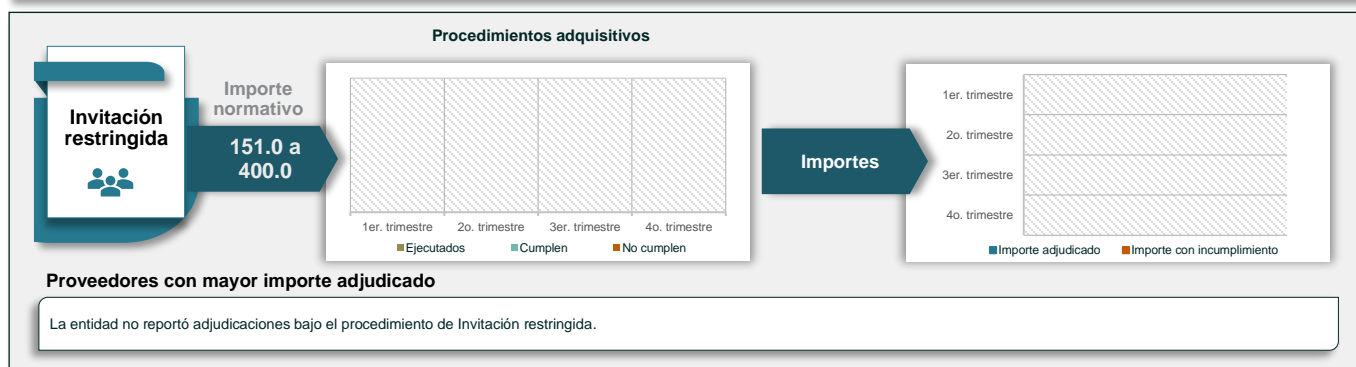 Procedimientos adquisitivos
Invitación
restringida
Importe
normativo
151.0 a
400.0
1er. trimestre 2o. trimestre 3er. trimestre 4o. trimestre
Ejecutados Cumplen No cumplen
Importes
1er. trimestre
2o. trimestre
3er. trimestre
4o. trimestre
Importe adjudicado Importe con incumplimiento
Proveedores con mayor importe adjudicado
La entidad no reportó adjudicaciones bajo el procedimiento de Invitación restringida.